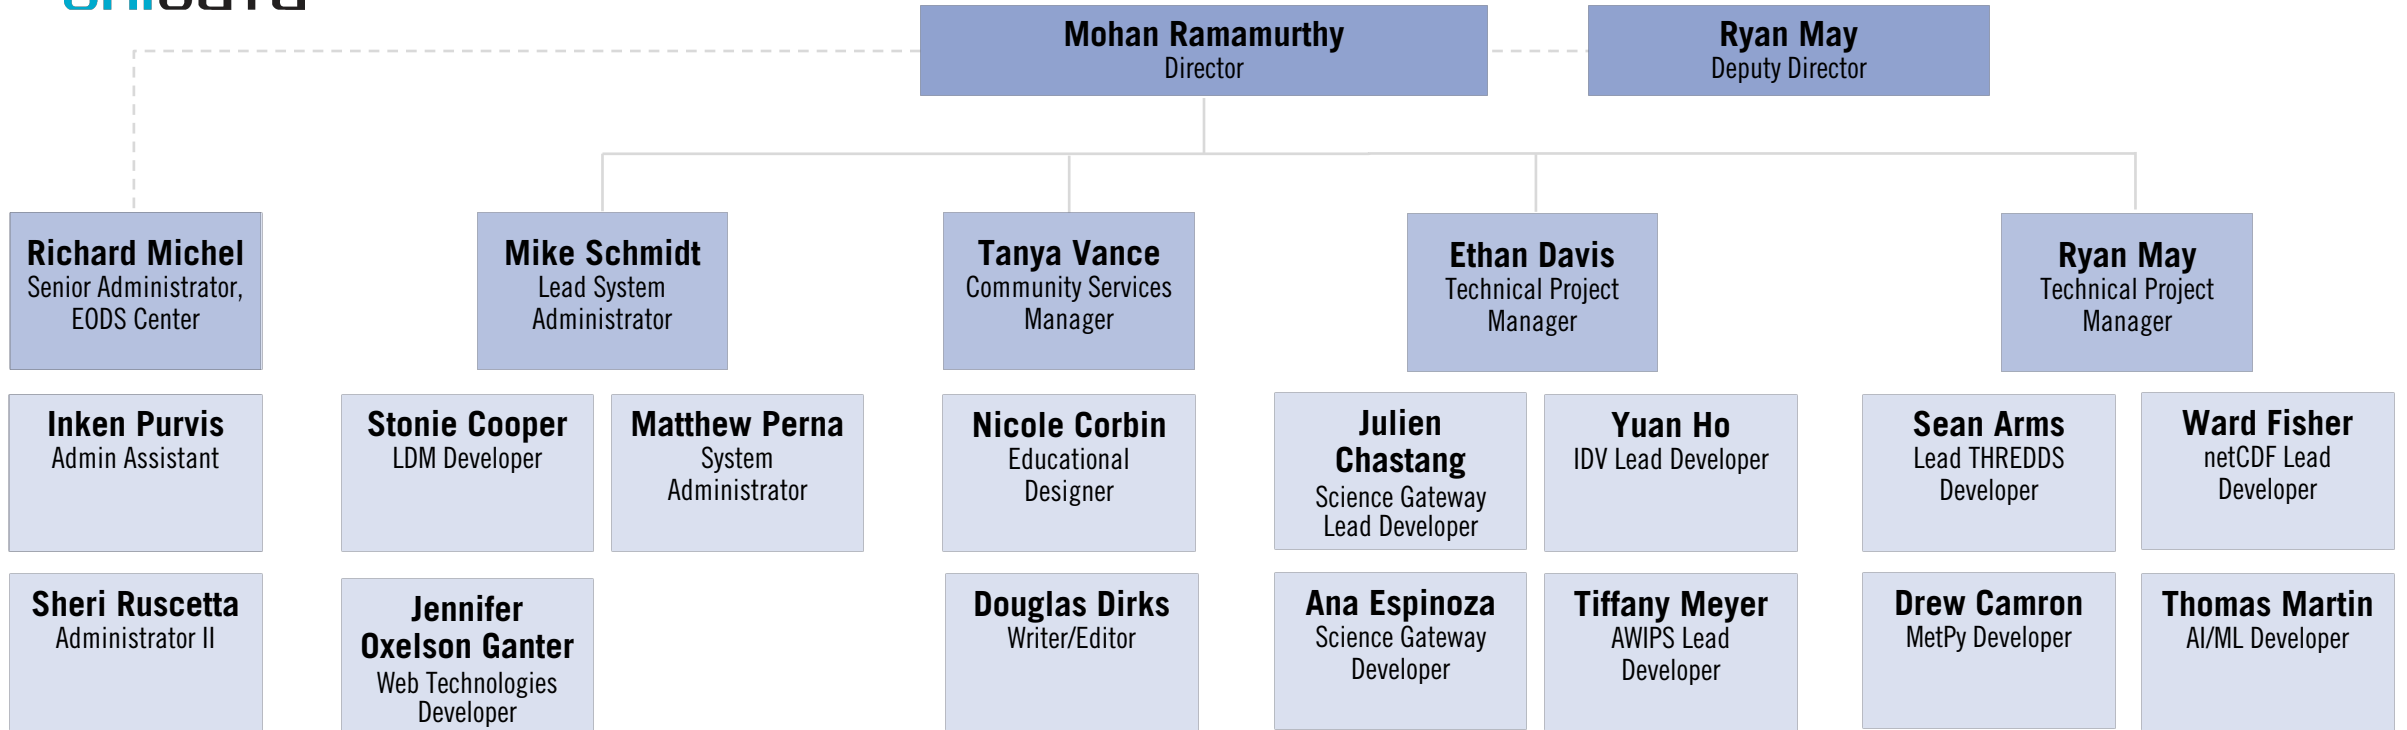 Mohan Ramamurthy
Director
Ryan May
Deputy Director
Richard Michel
Senior Administrator,
EODS Center
Mike Schmidt
Lead System
Administrator
Tanya Vance
Community Services
Manager
Ethan Davis
Technical Project
Manager
Ryan May
Technical Project
Manager
Inken Purvis
Admin Assistant
Stonie Cooper
LDM Developer
Matthew Perna
System
Administrator
Nicole Corbin
Educational
Designer
Julien
Chastang
Science Gateway
Lead Developer
Yuan Ho
IDV Lead Developer
Sean Arms
Lead THREDDS
Developer
Ward Fisher
netCDF Lead
Developer
Sheri Ruscetta
Administrator II
Jennifer
Oxelson Ganter
Web Technologies
Developer
Douglas Dirks
Writer/Editor
Ana Espinoza
Science Gateway
Developer
Tiffany Meyer
AWIPS Lead
Developer
Drew Camron
MetPy Developer
Thomas Martin
AI/ML Developer